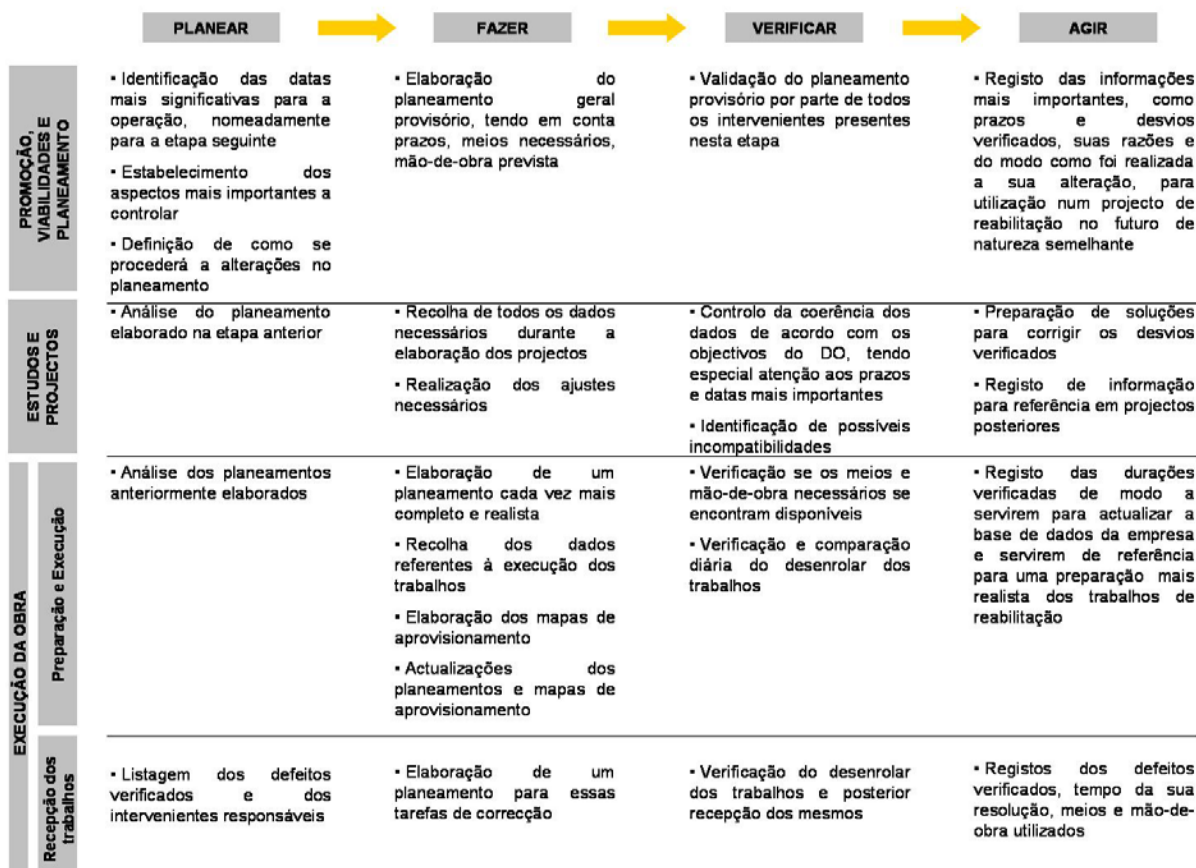 PLANEAR
FAZER
VERIFICAR
AGIR
PROMOÇÃO,
VIABILIDADES E
PLANEAMENTO
▪ Identificação das datas
mais significativas para a
operação, nomeadamente
para a etapa seguinte
▪ Estabelecimento dos
aspectos mais importantes a
controlar
▪ Definição de como se
procederá a alterações no
planeamento
▪ Elaboração do
planeamento geral
provisório, tendo em conta
prazos, meios necessários,
mão-de-obra prevista
▪ Validação do planeamento
provisório por parte de todos
os intervenientes presentes
nesta etapa
▪ Registo das informações
mais importantes, como
prazos e desvios
verificados, suas razões e
do modo como foi realizada
a sua alteração, para
utilização num projecto de
reabilitação no futuro de
natureza semelhante
ESTUDOS E
PROJECTOS
▪ Análise do planeamento
elaborado na etapa anterior
▪ Recolha de todos os dados
necessários durante a
elaboração dos projectos
▪ Realização dos ajustes
necessários
▪ Controlo da coerência dos
dados de acordo com os
objectivos do DO, tendo
especial atenção aos prazos
e datas mais importantes
▪ Identificação de possíveis
incompatibilidades
▪ Preparação de soluções
para corrigir os desvios
verificados
▪ Registo de informação
para referência em projectos
posteriores
EXECUÇÃO DA OBRA
Preparação e Execução
▪ Análise dos planeamentos
anteriormente elaborados
▪ Elaboração de um
planeamento cada vez mais
completo e realista
▪ Recolha dos dados
referentes à execução dos
trabalhos
▪ Elaboração dos mapas de
aprovisionamento
▪ Actualizações dos
planeamentos e mapas de
aprovisionamento
▪ Verificação se os meios e
mão-de-obra necessários se
encontram disponíveis
▪ Verificação e comparação
diária do desenrolar dos
trabalhos
▪ Registo das durações
verificadas de modo a
servirem para actualizar a
base de dados da empresa
e servirem de referência
para uma preparação mais
realista dos trabalhos de
reabilitação
Recepção dos
trabalhos
▪ Listagem dos defeitos
verificados e dos
intervenientes responsáveis
▪ Elaboração de um
planeamento para essas
tarefas de correcção
▪ Verificação do desenrolar
dos trabalhos e posterior
recepção dos mesmos
▪ Registos dos defeitos
verificados, tempo da sua
resolução, meios e mão-de-
obra utilizados